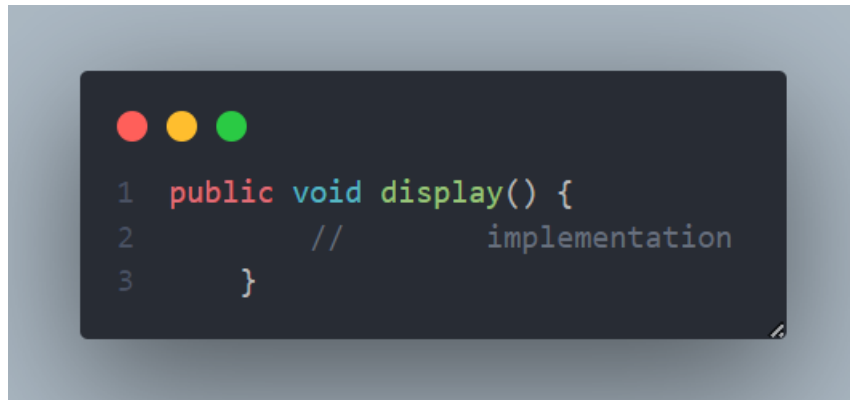 1 public void display() {
2 // implementation
3 }